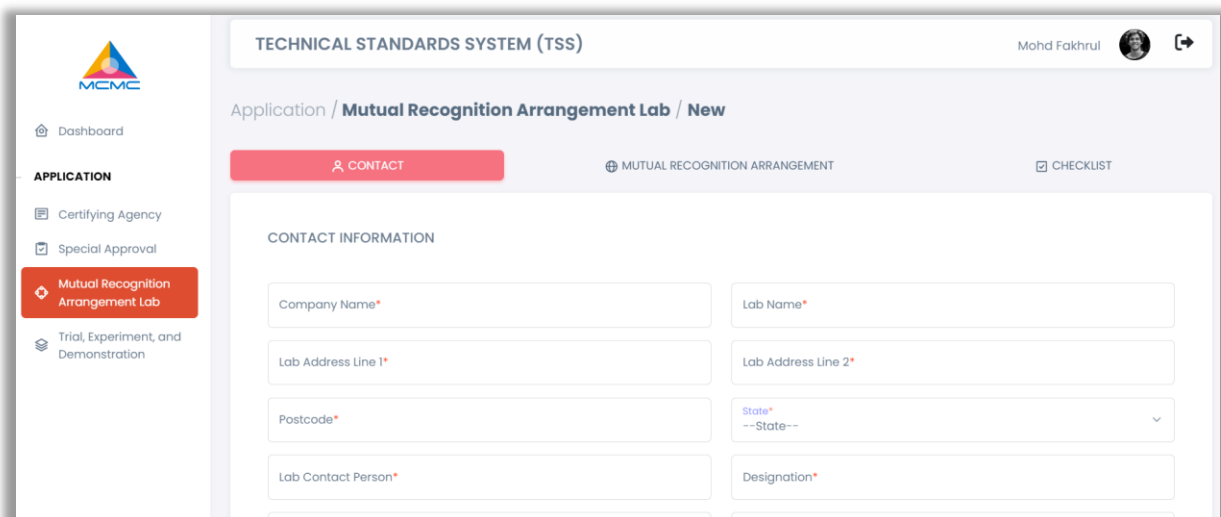 MCMC
Dashboard
APPLICATION
Certifying Agency
Special Approval
Mutual Recognition
Arrangement Lab
Trial, Experiment, and
Demonstration
TECHNICAL STANDARDS SYSTEM (TSS)
Mohd Fakhrul
Application / Mutual Recognition Arrangement Lab / New
CONTACT
MUTUAL RECOGNITION ARRANGEMENT
CHECKLIST
CONTACT INFORMATION
Company Name*
Lab Name*
Lab Address Line 1*
Lab Address Line 2*
Postcode*
State*
--State--
Lab Contact Person*
Designation*